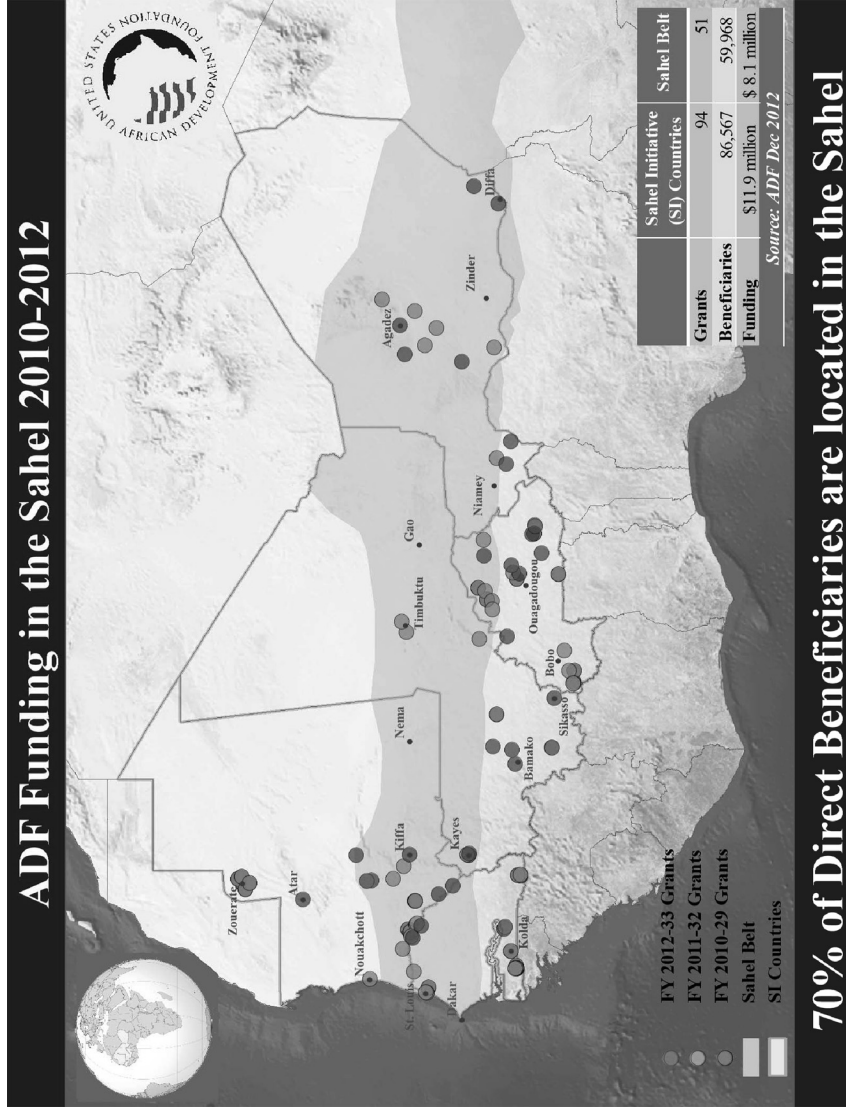 ADF Funding in the Sahel 2010-2012
UNITED STATES
AFRICAN DEVELOPMENT FOUNDATION
Zouerate
Atar
Nouakchott
Nema
Kiffa
Timbuktu
Gao
Agadez
Zinder
Diffa
St. Louis
Dakar
Kayes
Kolda
Bamako
Sikasso
Bobo
Ouagadougou
Niamey
FY 2012-33 Grants
FY 2011-32 Grants
FY 2010-29 Grants
Sahel Belt
SI Countries
Sahel Initiative (SI) Countries Sahel Belt
Grants 94 51
Beneficiaries 86,567 59,968
Funding $11.9 million $ 8.1 million
Source: ADF Dec 2012
70% of Direct Beneficiaries are located in the Sahel